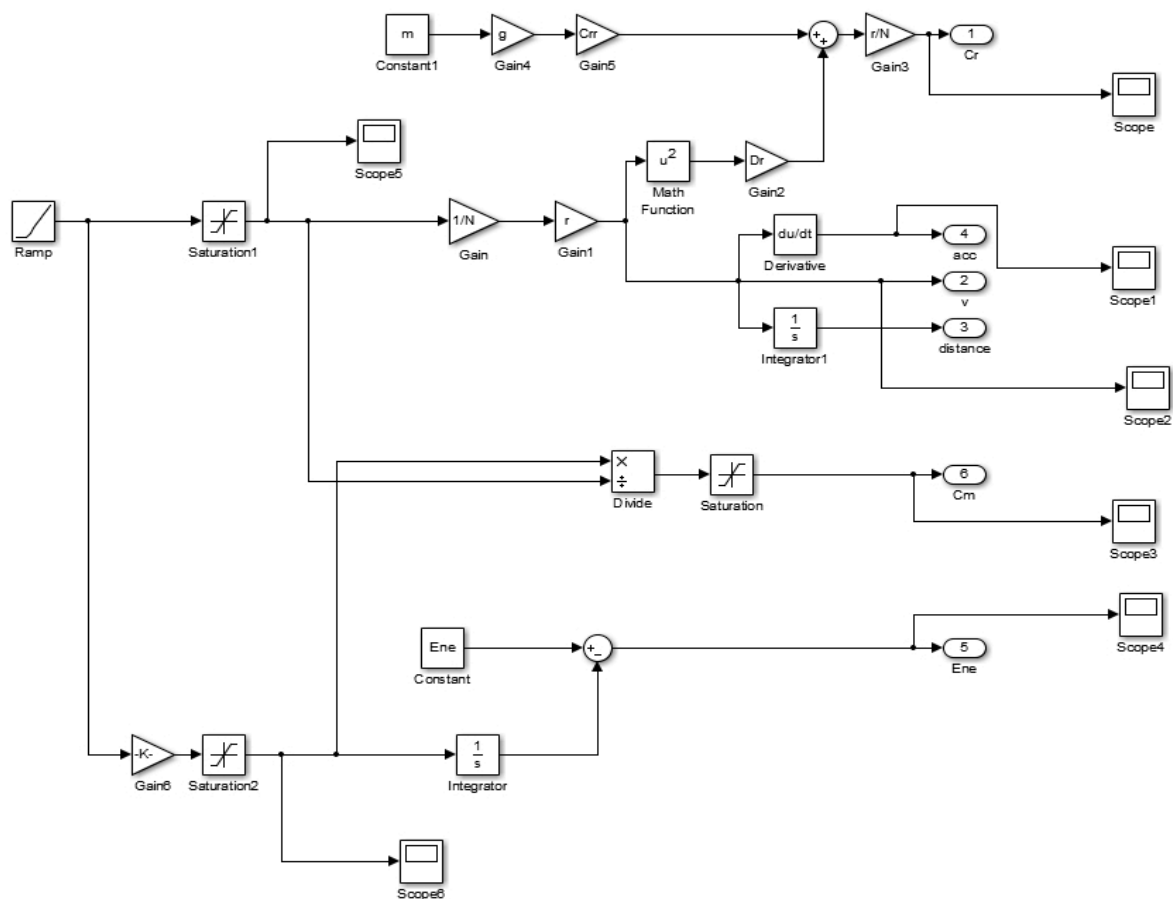 m
Constant1
g
Gain4
Crr
Gain5
++
r/N
Gain3
1
Cr
Scope
Scope5
u²
Math
Function
Dr
Gain2
Ramp
Saturation1
1/N
Gain
r
Gain1
du/dt
Derivative
4
acc
Scope1
2
v
1
s
Integrator1
3
distance
Scope2
×
÷
Divide
Saturation
6
Cm
Scope3
Scope4
Ene
Constant
+−
5
Ene
-K-
Gain6
Saturation2
1
s
Integrator
Scope6